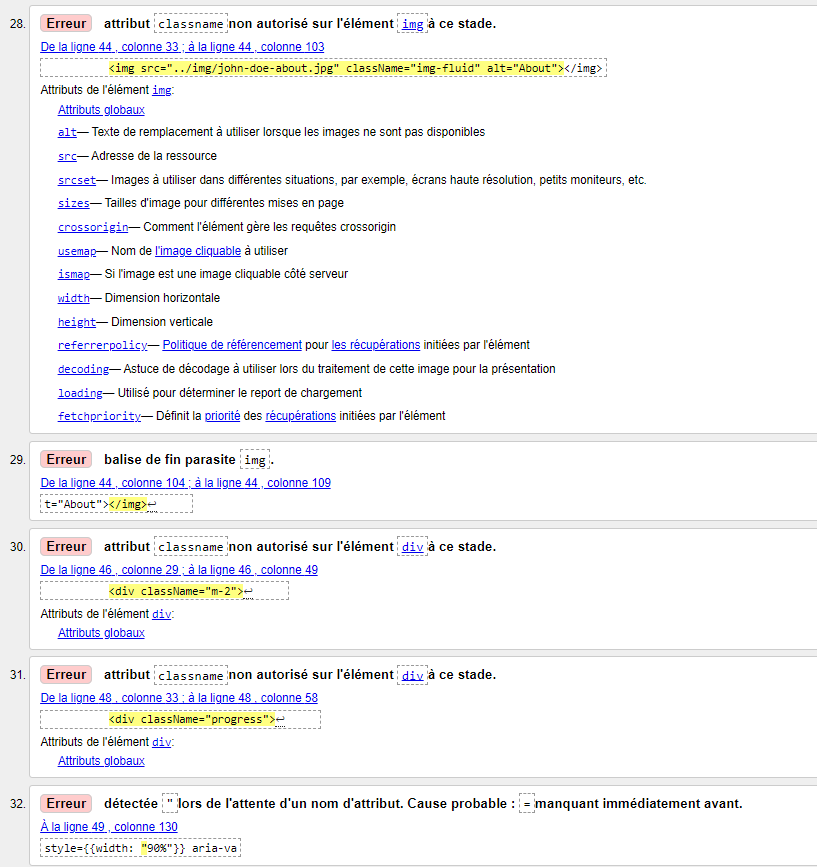 28. Erreur attribut classname non autorisé sur l'élément img à ce stade.
De la ligne 44 , colonne 33 ; à la ligne 44 , colonne 103
<img src="../img/john-doe-about.jpg" className="img-fluid" alt="About"></img>
Attributs de l'élément img:
Attributs globaux
alt— Texte de remplacement à utiliser lorsque les images ne sont pas disponibles
src— Adresse de la ressource
srcset— Images à utiliser dans différentes situations, par exemple, écrans haute résolution, petits moniteurs, etc.
sizes— Tailles d'image pour différentes mises en page
crossorigin— Comment l'élément gère les requêtes crossorigin
usemap— Nom de l'image cliquable à utiliser
ismap— Si l'image est une image cliquable côté serveur
width— Dimension horizontale
height— Dimension verticale
referrerpolicy— Politique de référencement pour les récupérations initiées par l'élément
decoding— Astuce de décodage à utiliser lors du traitement de cette image pour la présentation
loading— Utilisé pour déterminer le report de chargement
fetchpriority— Définit la priorité des récupérations initiées par l'élément
29. Erreur balise de fin parasite img.
De la ligne 44 , colonne 104 ; à la ligne 44 , colonne 109
t="About"></img>↩
30. Erreur attribut classname non autorisé sur l'élément div à ce stade.
De la ligne 46 , colonne 29 ; à la ligne 46 , colonne 49
<div className="m-2">↩
Attributs de l'élément div:
Attributs globaux
31. Erreur attribut classname non autorisé sur l'élément div à ce stade.
De la ligne 48 , colonne 33 ; à la ligne 48 , colonne 58
<div className="progress">↩
Attributs de l'élément div:
Attributs globaux
32. Erreur détectée " lors de l'attente d'un nom d'attribut. Cause probable : = manquant immédiatement avant.
À la ligne 49 , colonne 130
style={{width: "90%"}} aria-va